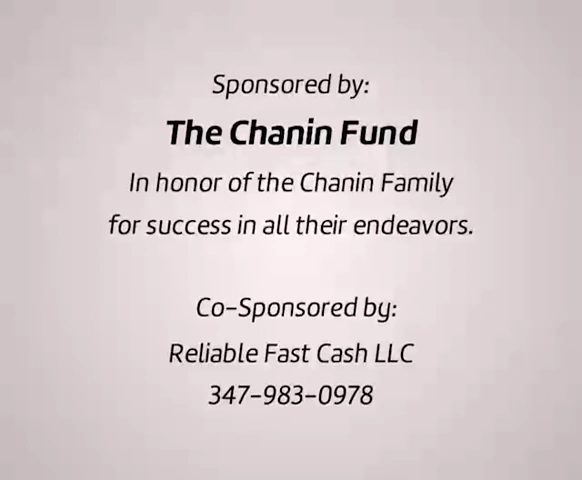 Sponsored by:
The Chanin Fund
In honor of the Chanin Family
for success in all their endeavors.
Co-Sponsored by:
Reliable Fast Cash LLC
347-983-0978